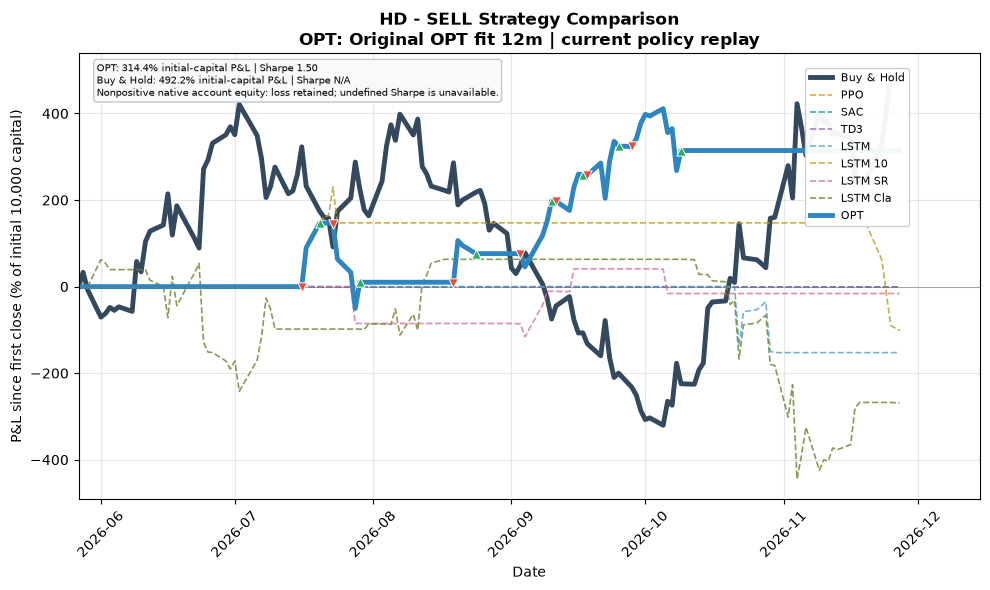 HD - SELL Strategy Comparison
OPT: Original OPT fit 12m | current policy replay
OPT: 314.4% initial-capital P&L | Sharpe 1.50
Buy & Hold: 492.2% initial-capital P&L | Sharpe N/A
Nonpositive native account equity: loss retained; undefined Sharpe is unavailable.
Buy & Hold
PPO
SAC
TD3
LSTM
LSTM 10
LSTM SR
LSTM Cla
OPT
P&L since first close (% of initial 10,000 capital)
400
200
0
−200
−400
2026-06
2026-07
2026-08
2026-09
2026-10
2026-11
2026-12
Date